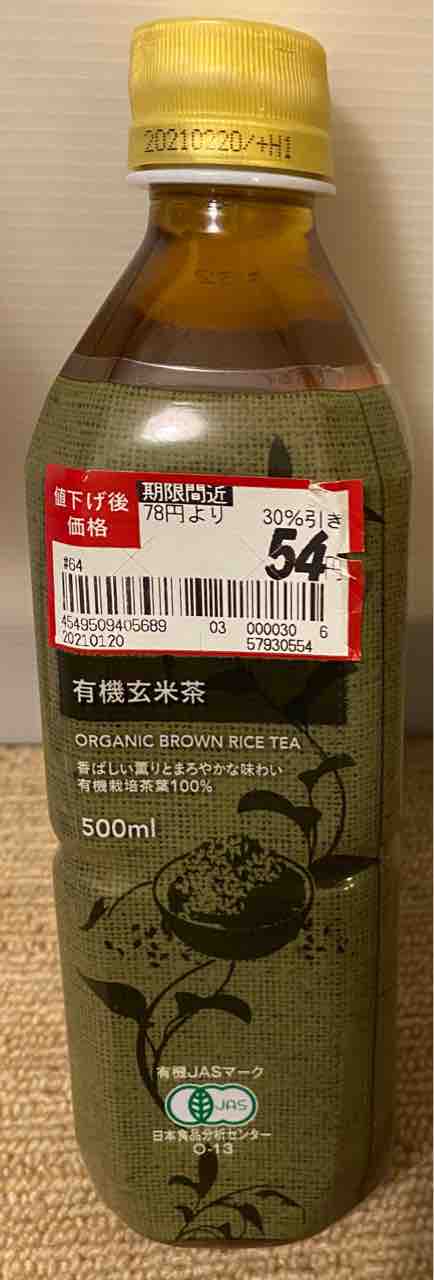 20210220/+H1
値下げ後
価格
期限間近
78円より 30%引き
54円
#64
4549509405689 03 000030 6
20210120 57930554
有機玄米茶
ORGANIC BROWN RICE TEA
香ばしい薫りとまろやかな味わい
有機栽培茶葉100%
500ml
有機JASマーク
JAS
日本食品分析センター
O-13